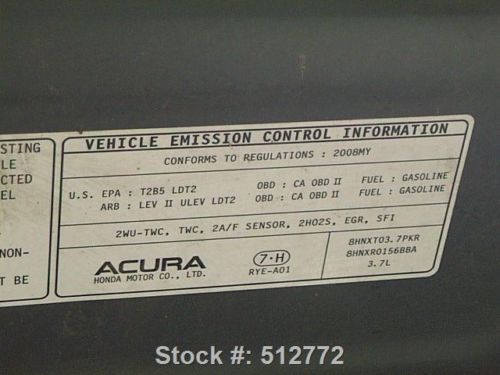 STING
LE
CTED
EL
NON-
T BE
VEHICLE EMISSION CONTROL INFORMATION
CONFORMS TO REGULATIONS : 2008MY
U.S. EPA : T2B5 LDT2 OBD : CA OBD II FUEL : GASOLINE
ARB : LEV II ULEV LDT2 OBD : CA OBD II FUEL : GASOLINE
2WU-TWC, TWC, 2A/F SENSOR, 2HO2S, EGR, SFI
ACURA
HONDA MOTOR CO., LTD.
7-H
RYE-A01
8HNXT03.7PKR
8HNXR0156BBA
3.7L
Stock #: 512772